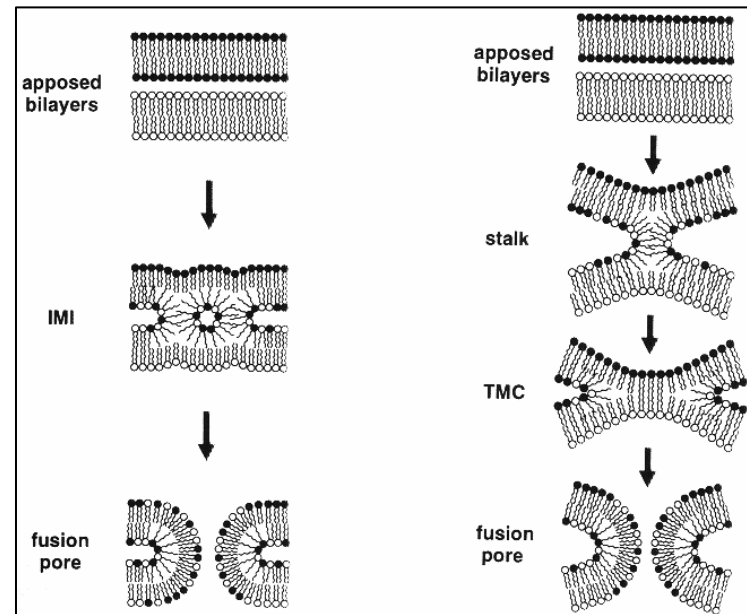 apposed
bilayers
IMI
fusion
pore
apposed
bilayers
stalk
TMC
fusion
pore